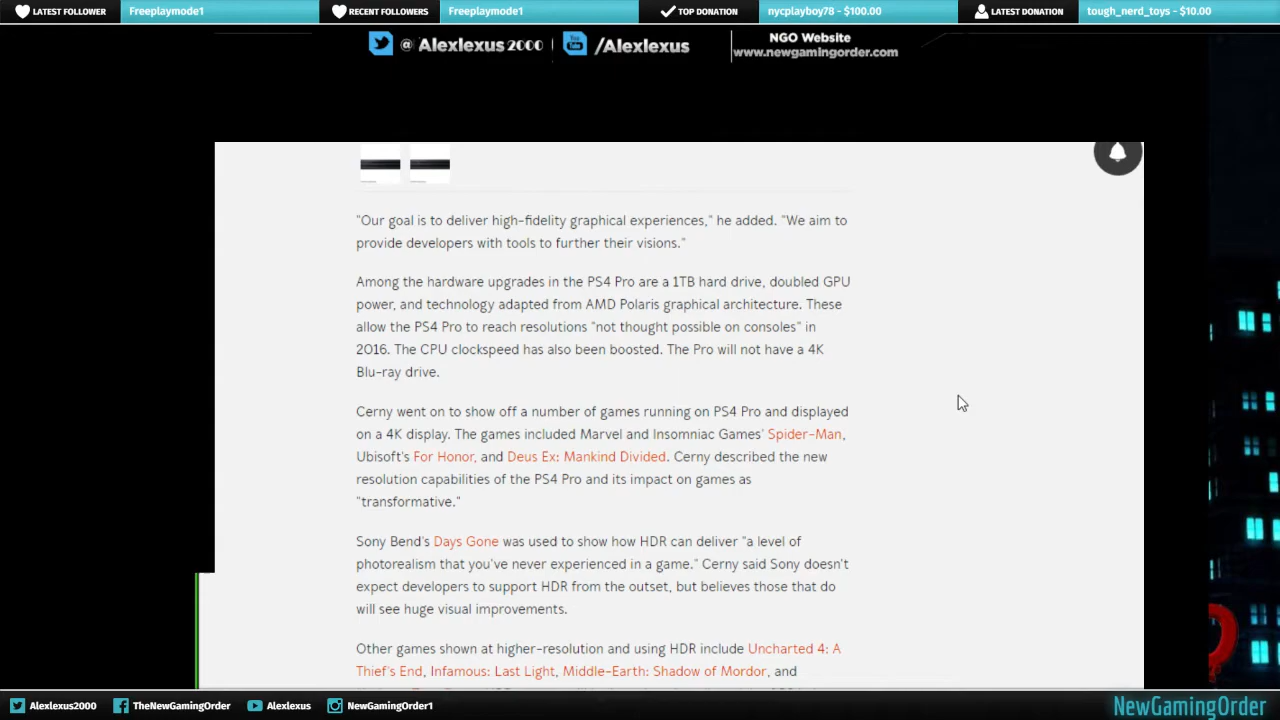 LATEST FOLLOWER Freeplaymode1 RECENT FOLLOWERS Freeplaymode1 TOP DONATION nycplayboy78 - $100.00 LATEST DONATION tough_nerd_toys - $10.00
@ Alexlexus2000 /Alexlexus NGO Website
www.newgamingorder.com
"Our goal is to deliver high-fidelity graphical experiences," he added. "We aim to
provide developers with tools to further their visions."
Among the hardware upgrades in the PS4 Pro are a 1TB hard drive, doubled GPU
power, and technology adapted from AMD Polaris graphical architecture. These
allow the PS4 Pro to reach resolutions "not thought possible on consoles" in
2016. The CPU clockspeed has also been boosted. The Pro will not have a 4K
Blu-ray drive.
Cerny went on to show off a number of games running on PS4 Pro and displayed
on a 4K display. The games included Marvel and Insomniac Games' Spider-Man,
Ubisoft's For Honor, and Deus Ex: Mankind Divided. Cerny described the new
resolution capabilities of the PS4 Pro and its impact on games as
"transformative."
Sony Bend's Days Gone was used to show how HDR can deliver "a level of
photorealism that you've never experienced in a game." Cerny said Sony doesn't
expect developers to support HDR from the outset, but believes those that do
will see huge visual improvements.
Other games shown at higher-resolution and using HDR include Uncharted 4: A
Thief's End, Infamous: Last Light, Middle-Earth: Shadow of Mordor, and
Alexlexus2000 TheNewGamingOrder Alexlexus NewGamingOrder1 NewGamingOrder